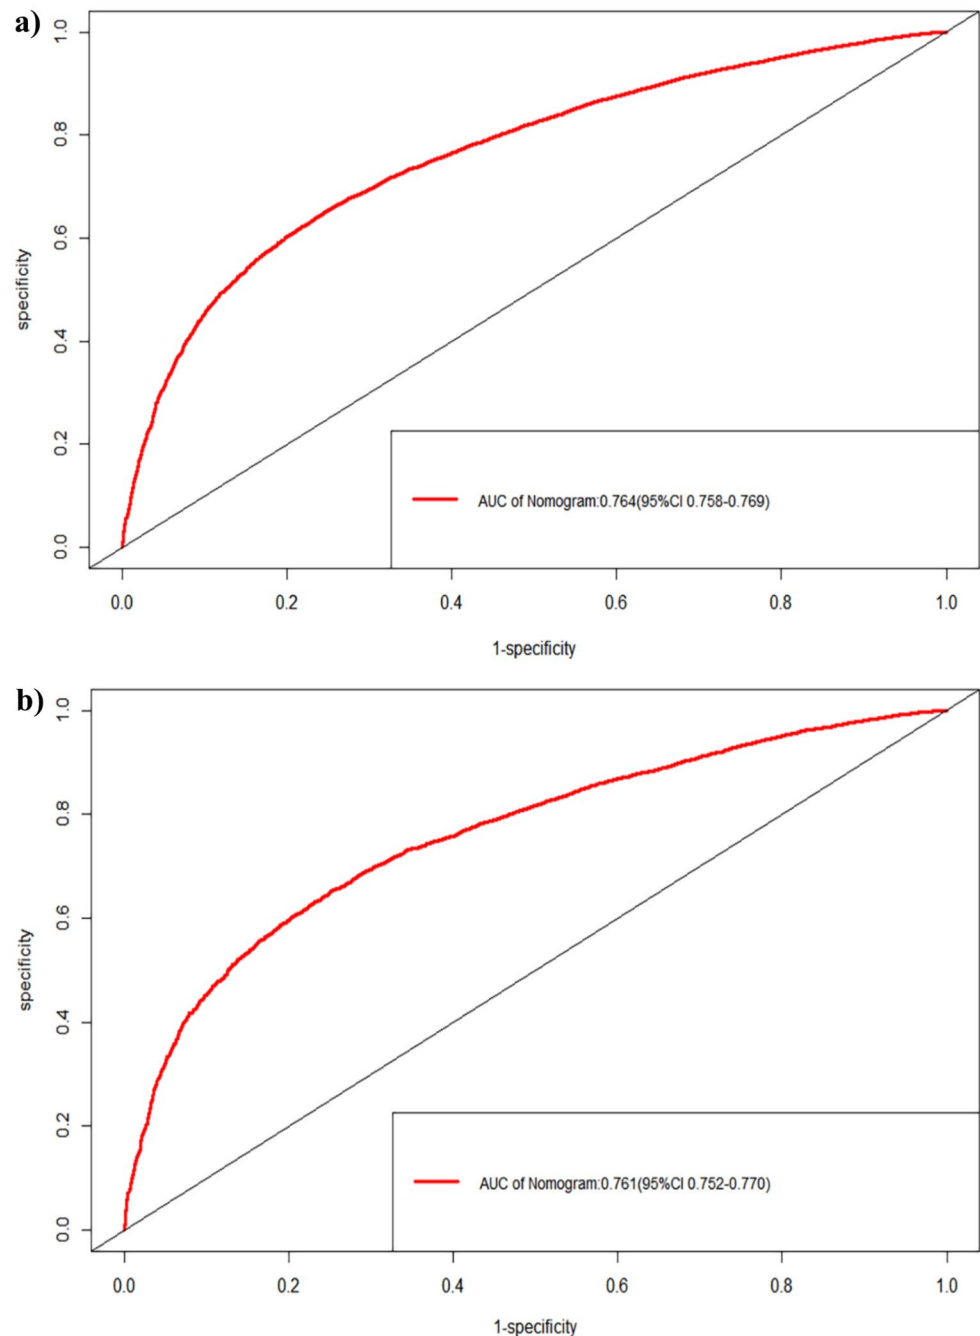 a)
1.0
0.8
0.6
0.4
0.2
0.0
specificity
AUC of Nomogram:0.764(95%CI 0.758-0.769)
0.0 0.2 0.4 0.6 0.8 1.0
1-specificity
b)
1.0
0.8
0.6
0.4
0.2
0.0
specificity
AUC of Nomogram:0.761(95%CI 0.752-0.770)
0.0 0.2 0.4 0.6 0.8 1.0
1-specificity